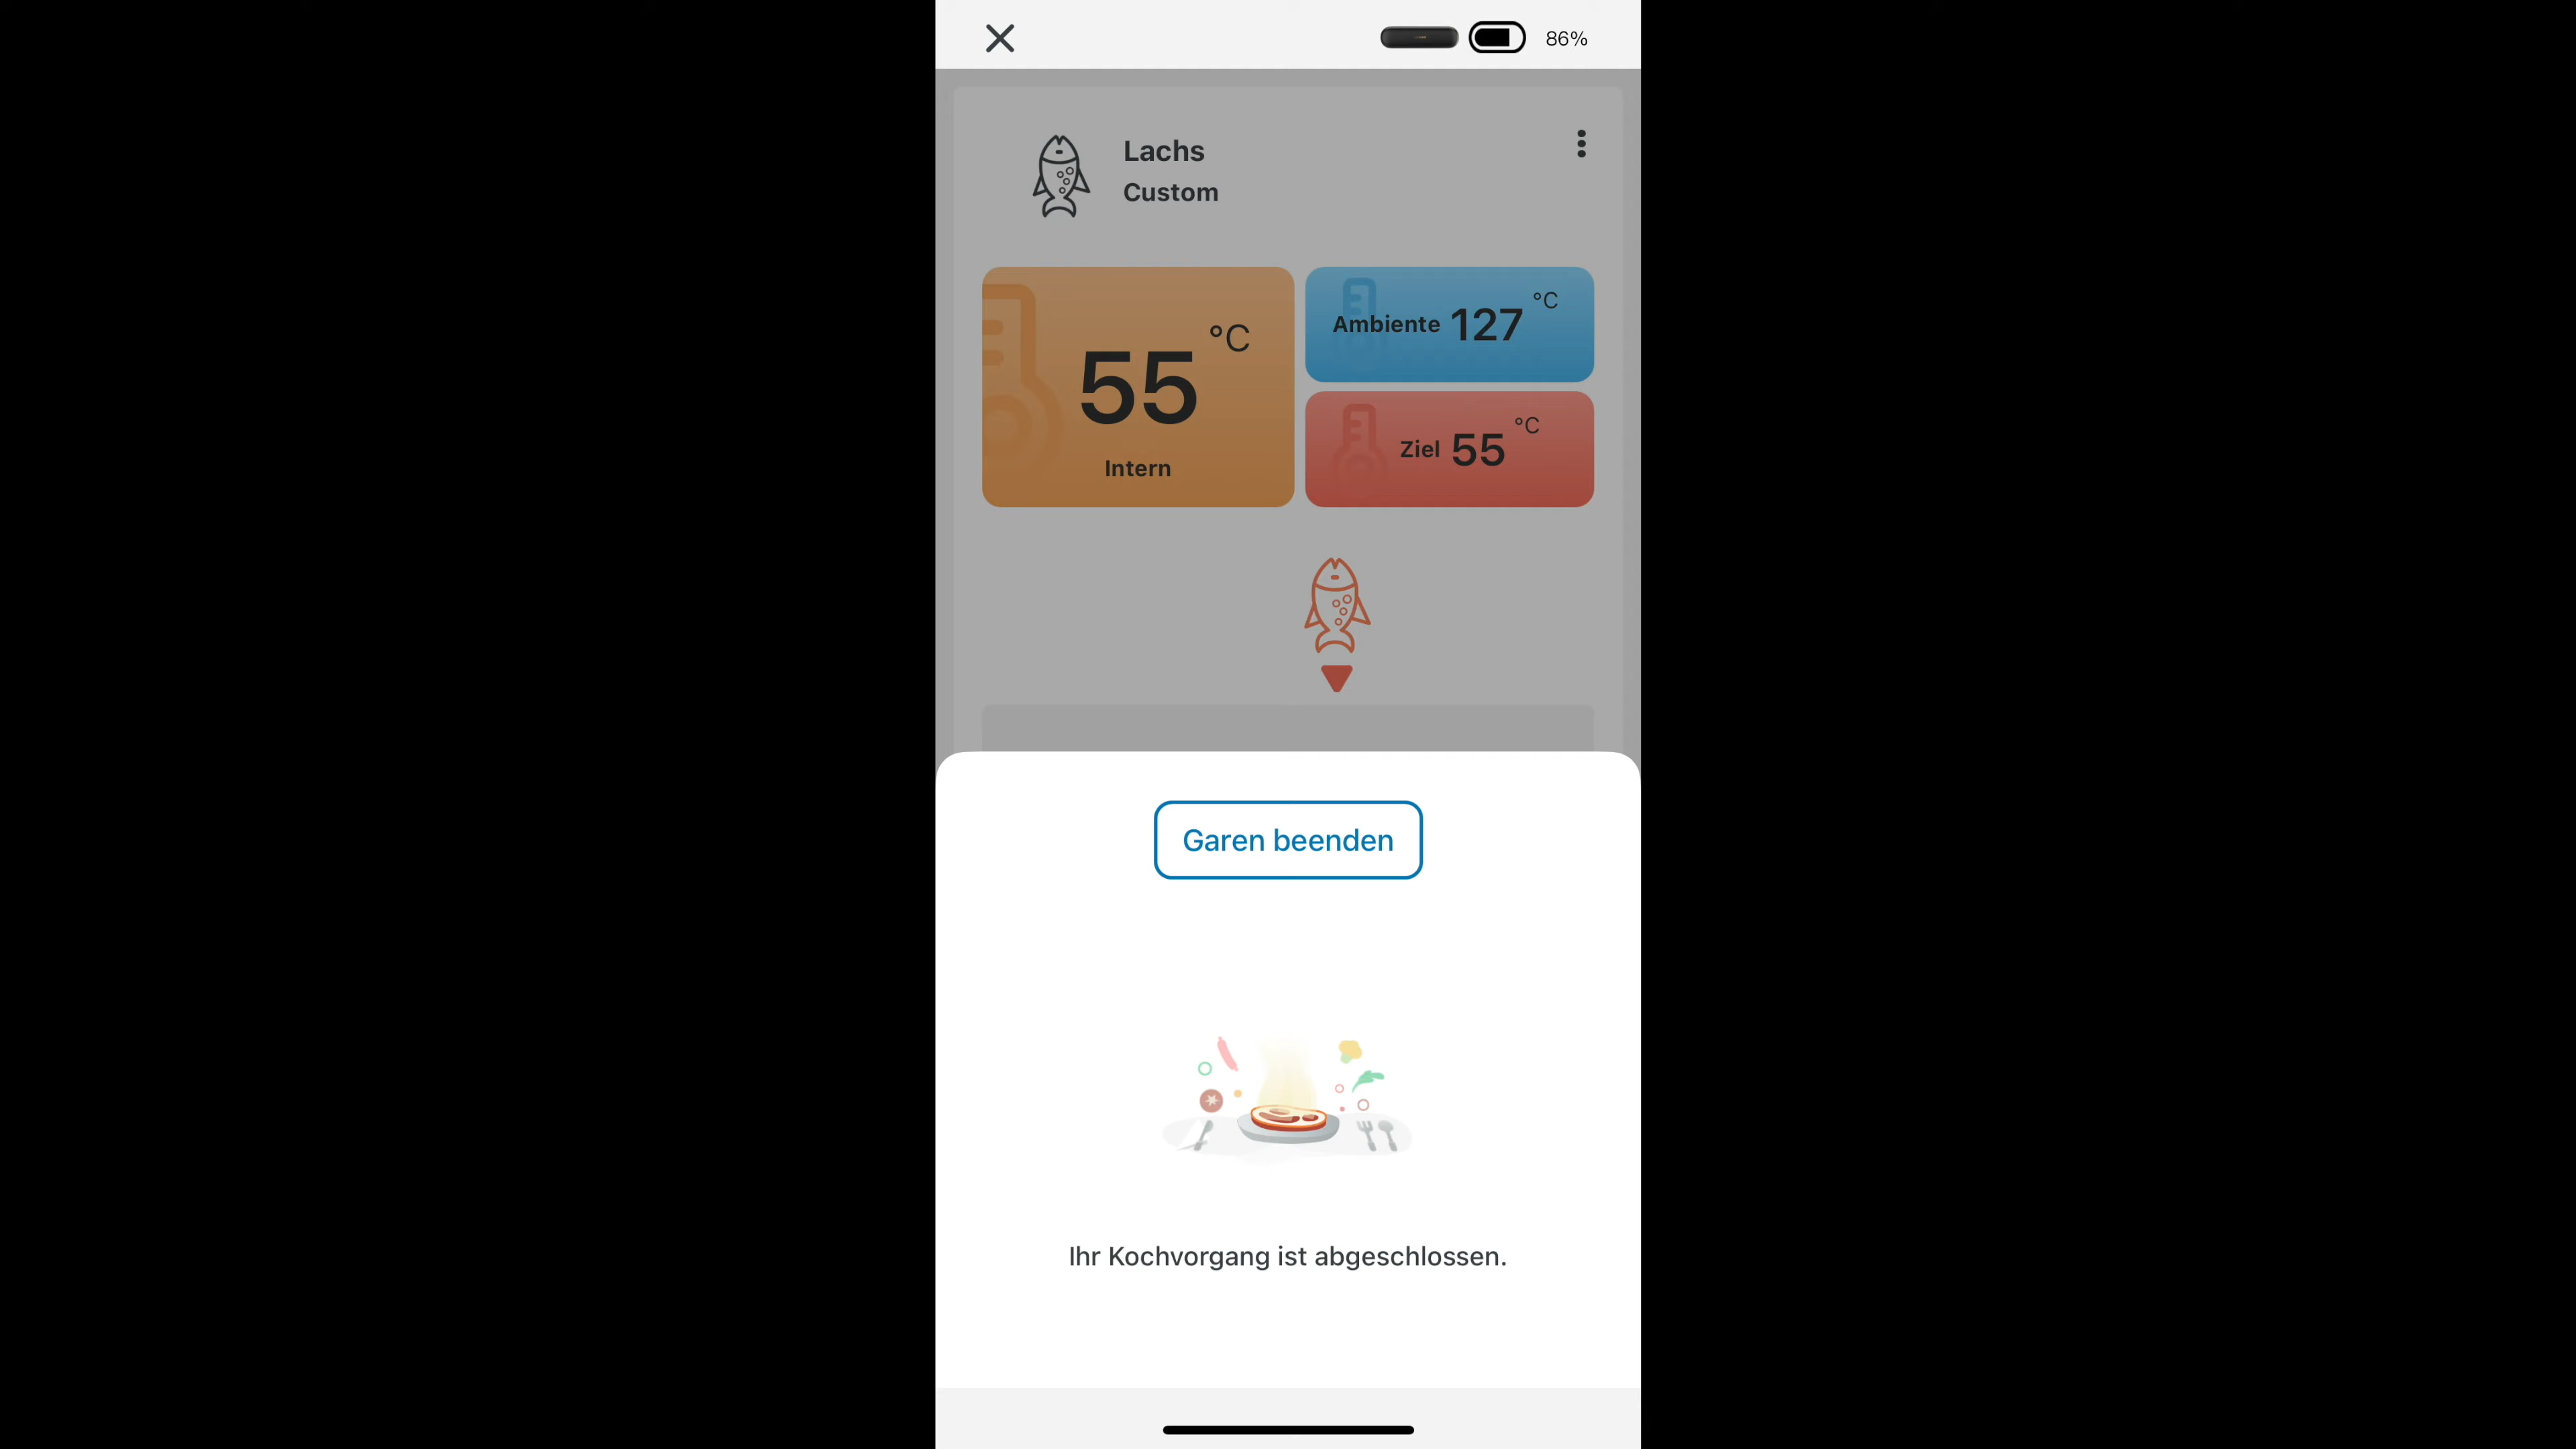 86%
Lachs
Custom
55 °C
Intern
Ambiente 127 °C
Ziel 55 °C
Garen beenden
Ihr Kochvorgang ist abgeschlossen.